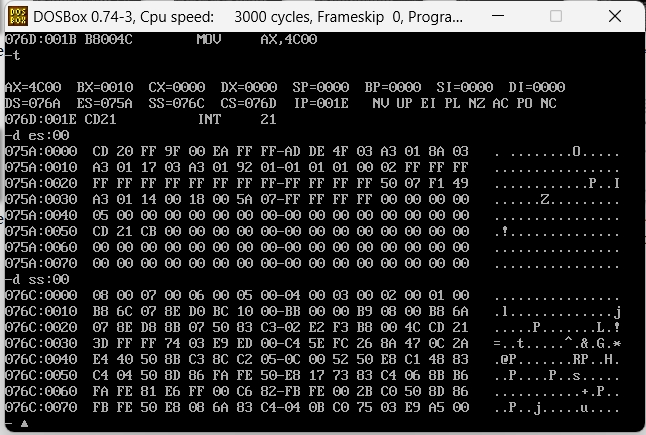 DOSBox 0.74-3, Cpu speed:    3000 cycles, Frameskip  0, Progra...
076D:001B B8004C        MOV     AX,4C00
-t

AX=4C00  BX=0010  CX=0000  DX=0000  SP=0000  BP=0000  SI=0000  DI=0000
DS=076A  ES=075A  SS=076C  CS=076D  IP=001E   NV UP EI PL NZ AC PO NC
076D:001E CD21          INT     21
-d es:00
075A:0000  CD 20 FF 9F 00 EA FF FF-AD DE 4F 03 A3 01 8A 03   . ........O.....
075A:0010  A3 01 17 03 A3 01 92 01-01 01 01 00 02 FF FF FF   ................
075A:0020  FF FF FF FF FF FF FF FF-FF FF FF FF 50 07 F1 49   ............P..I
075A:0030  A3 01 14 00 18 00 5A 07-FF FF FF FF 00 00 00 00   ......Z.........
075A:0040  05 00 00 00 00 00 00 00-00 00 00 00 00 00 00 00   ................
075A:0050  CD 21 CB 00 00 00 00 00-00 00 00 00 00 00 00 00   .!..............
075A:0060  00 00 00 00 00 00 00 00-00 00 00 00 00 00 00 00   ................
075A:0070  00 00 00 00 00 00 00 00-00 00 00 00 00 00 00 00   ................
-d ss:00
076C:0000  08 00 07 00 06 00 05 00-04 00 03 00 02 00 01 00   ................
076C:0010  B8 6C 07 8E D0 BC 10 00-BB 00 00 B9 08 00 B8 6A   .l.............j
076C:0020  07 8E D8 8B 07 50 83 C3-02 E2 F3 B8 00 4C CD 21   .....P.......L.!
076C:0030  3D FF FF 74 03 E9 ED 00-C4 5E FC 26 8A 47 0C 2A   =..t.....^.&.G.*
076C:0040  E4 40 50 8B C3 8C C2 05-0C 00 52 50 E8 C1 48 83   .@P.......RP..H.
076C:0050  C4 04 50 8D 86 FA FE 50-E8 17 73 83 C4 06 8B B6   ..P....P..s.....
076C:0060  FA FE 81 E6 FF 00 C6 82-FB FE 00 2B C0 50 8D 86   ...........+.P..
076C:0070  FB FE 50 E8 08 6A 83 C4-04 0B C0 75 03 E9 A5 00   ..P..j.....u....
-